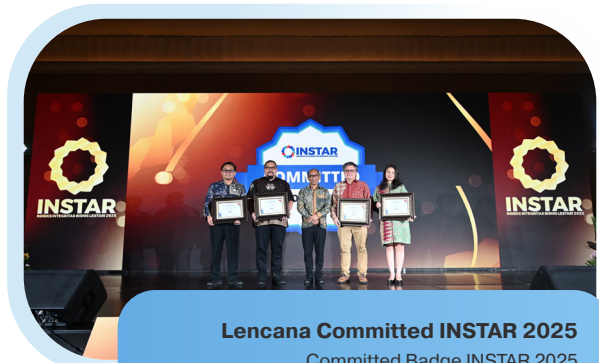 INSTAR
INSTAR
INDEKS INTEGRITAS BISNIS LESTARI 2025
INSTAR
INDEKS INTEGRITAS BISNIS LESTARI 2025
Lencana Committed INSTAR 2025
Committed Badge INSTAR 2025